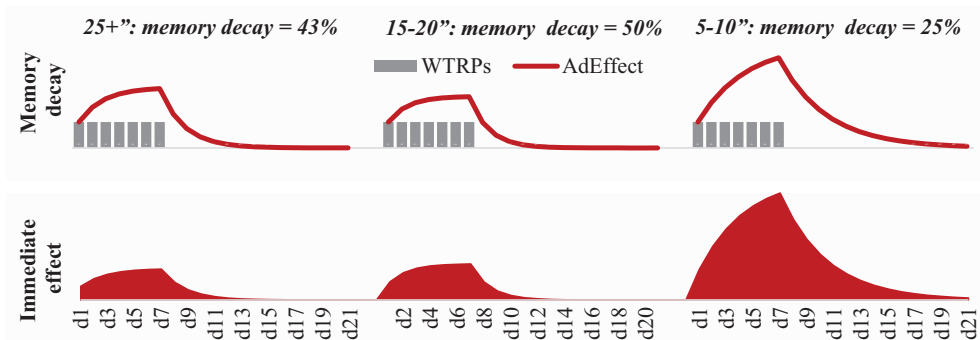 25+”: memory decay = 43%
15-20”: memory decay = 50%
5-10”: memory decay = 25%
WTRPs
AdEffect
Memory
decay
Immediate
effect
d1 d3 d5 d7 d9 d11 d13 d15 d17 d19 d21
d2 d4 d6 d8 d10 d12 d14 d16 d18 d20
d1 d3 d5 d7 d9 d11 d13 d15 d17 d19 d21